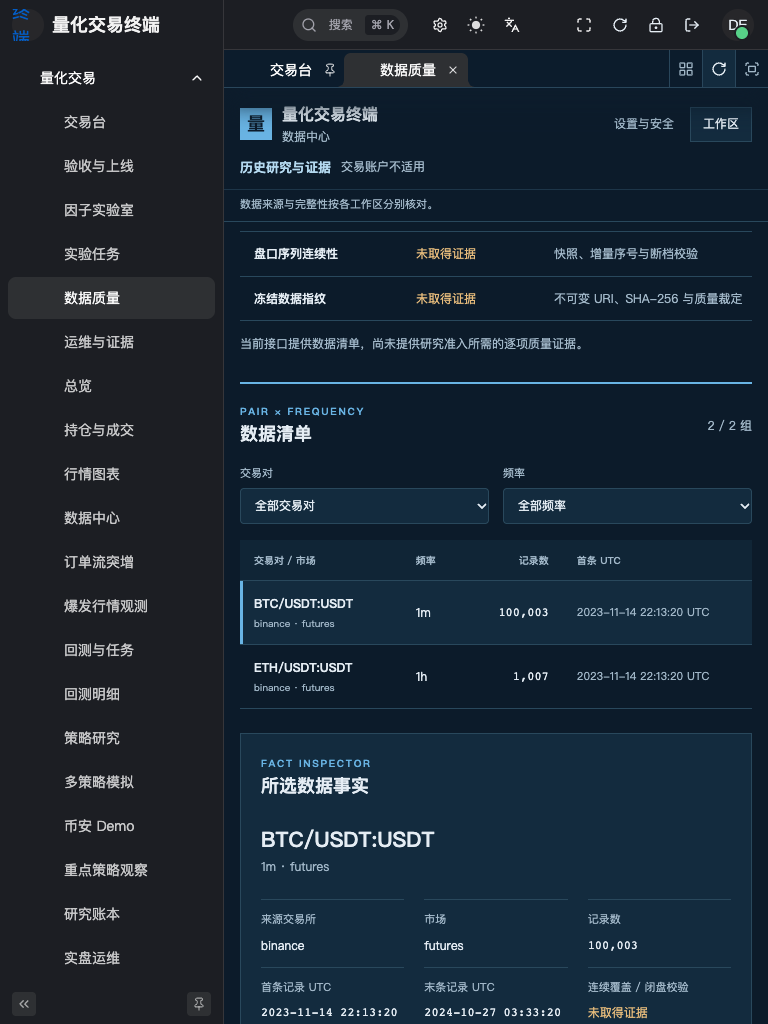 终
端
量化交易终端
搜索 ⌘ K
DE
量化交易
交易台
验收与上线
因子实验室
实验任务
数据质量
运维与证据
总览
持仓与成交
行情图表
数据中心
订单流突增
爆发行情观测
回测与任务
回测明细
策略研究
多策略模拟
币安 Demo
重点策略观察
研究账本
实盘运维
交易台
数据质量
量
量化交易终端
数据中心
设置与安全
工作区
历史研究与证据 交易账户不适用
数据来源与完整性按各工作区分别核对。
盘口序列连续性 未取得证据 快照、增量序号与断档校验
冻结数据指纹 未取得证据 不可变 URI、SHA-256 与质量裁定
当前接口提供数据清单，尚未提供研究准入所需的逐项质量证据。
PAIR × FREQUENCY
数据清单
2 / 2 组
交易对 频率
全部交易对 全部频率
交易对 / 市场 频率 记录数 首条 UTC
BTC/USDT:USDT
binance · futures
1m 100,003 2023-11-14 22:13:20 UTC
ETH/USDT:USDT
binance · futures
1h 1,007 2023-11-14 22:13:20 UTC
FACT INSPECTOR
所选数据事实
BTC/USDT:USDT
1m · futures
来源交易所 市场 记录数
binance futures 100,003
首条记录 UTC 末条记录 UTC 连续覆盖 / 闭盘校验
2023-11-14 22:13:20 2024-10-27 03:33:20 未取得证据